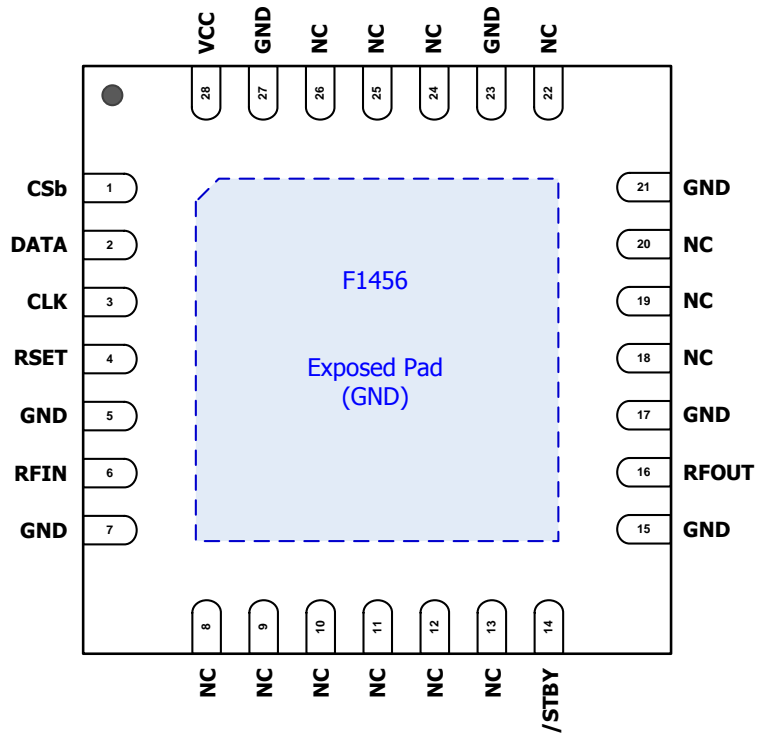 VCC
GND
NC
NC
NC
GND
NC
28
27
26
25
24
23
22
CSb 1
DATA 2
CLK 3
RSET 4
GND 5
RFIN 6
GND 7
F1456
Exposed Pad
(GND)
21 GND
20 NC
19 NC
18 NC
17 GND
16 RFOUT
15 GND
8
9
10
11
12
13
14
NC
NC
NC
NC
NC
NC
/STBY